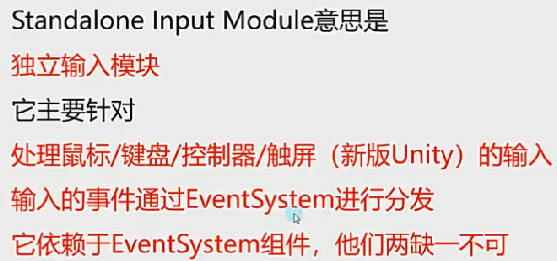 Standalone Input Module意思是
独立输入模块
它主要针对
处理鼠标/键盘/控制器/触屏（新版Unity）的输入
输入的事件通过EventSystem进行分发
它依赖于EventSystem组件，他们两缺一不可